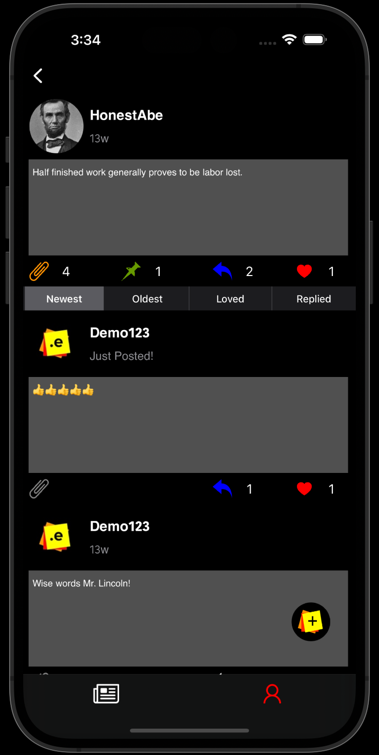 3:34
HonestAbe
13w
Half finished work generally proves to be labor lost.
4 1 2 1
Newest Oldest Loved Replied
.e
Demo123
Just Posted!
👍👍👍👍👍
1 1
.e
Demo123
13w
Wise words Mr. Lincoln!
+